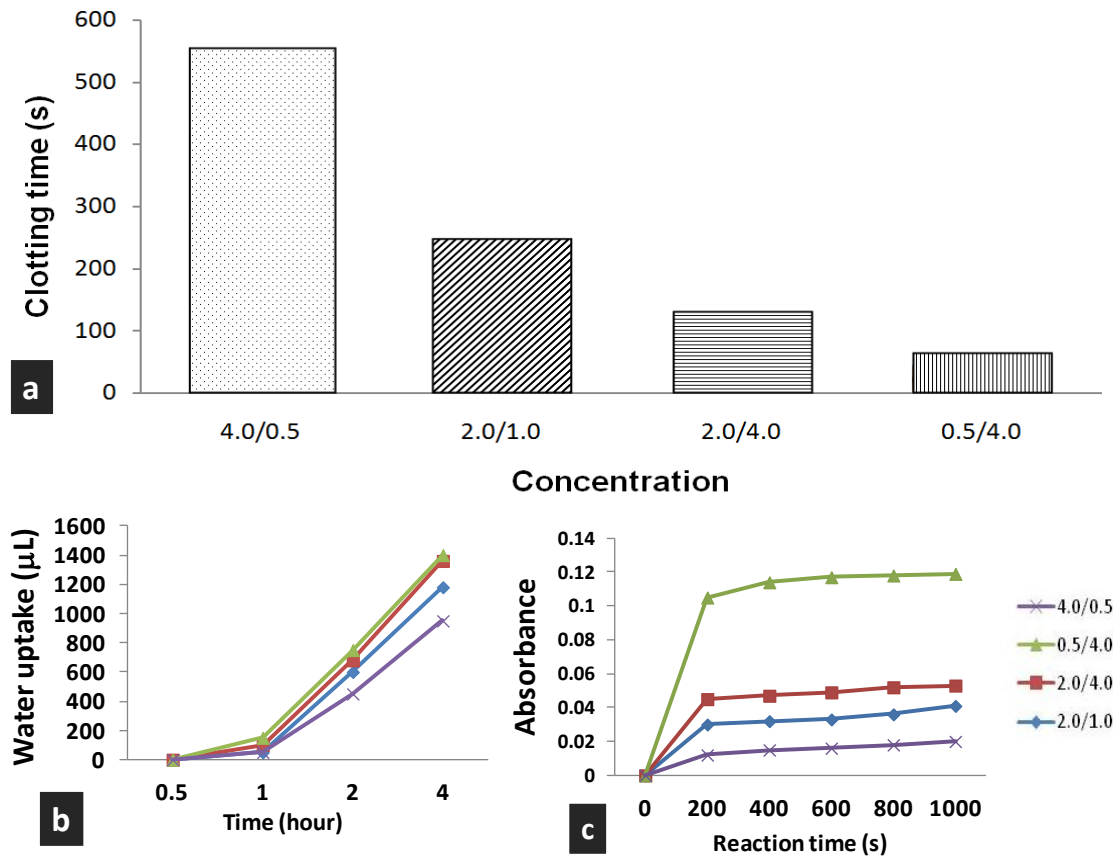 600
500
400
300
200
100
0
Clotting time (s)
a
4.0/0.5 2.0/1.0 2.0/4.0 0.5/4.0
Concentration
1600
1400
1200
1000
800
600
400
200
0
Water uptake (µL)
0.5 1 2 4
Time (hour)
b
0.14
0.12
0.1
0.08
0.06
0.04
0.02
0
Absorbance
0 200 400 600 800 1000
Reaction time (s)
c
4.0/0.5
0.5/4.0
2.0/4.0
2.0/1.0